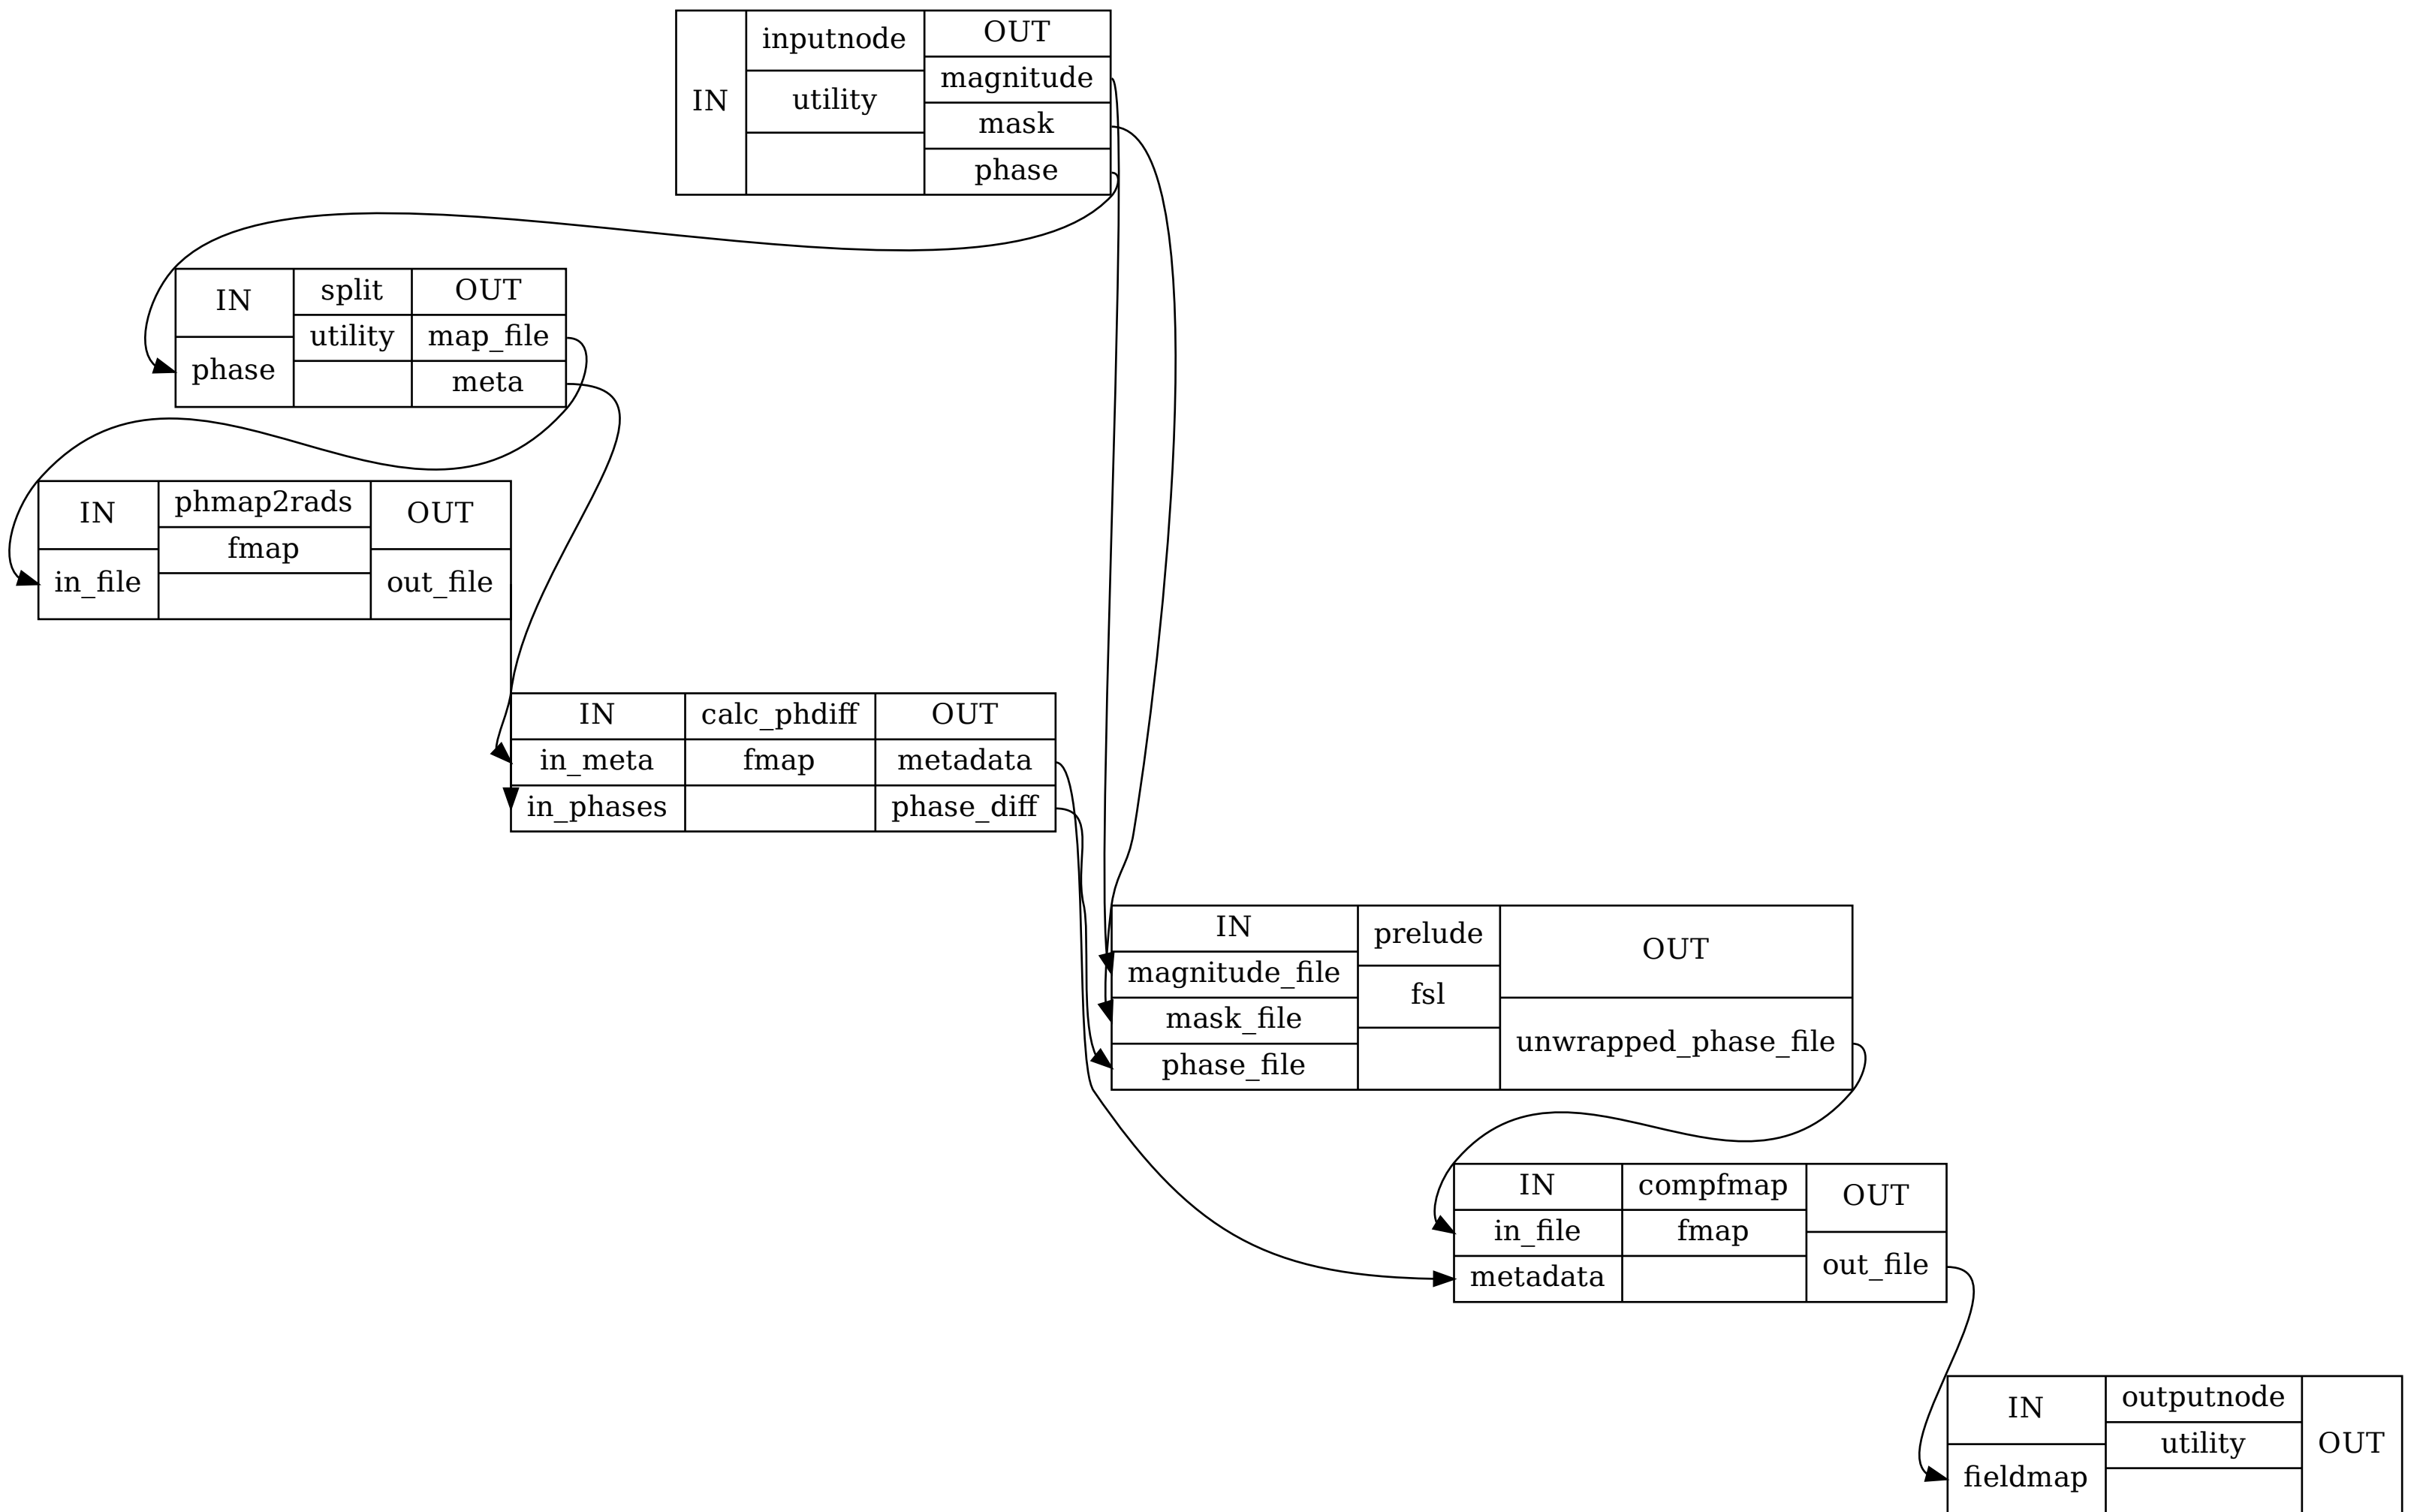 IN
inputnode
utility
OUT
magnitude
mask
phase
IN
phase
split
utility
OUT
map_file
meta
IN
in_file
phmap2rads
fmap
OUT
out_file
IN
in_meta
in_phases
calc_phdiff
fmap
OUT
metadata
phase_diff
IN
magnitude_file
mask_file
phase_file
prelude
fsl
OUT
unwrapped_phase_file
IN
in_file
metadata
compfmap
fmap
OUT
out_file
IN
fieldmap
outputnode
utility
OUT